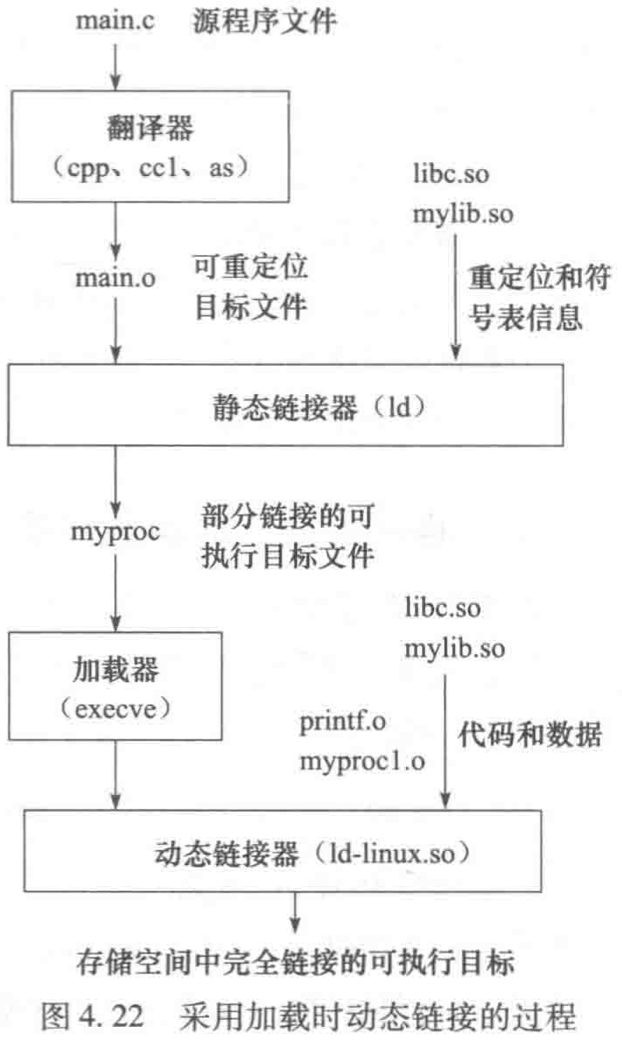 main.c 源程序文件
翻译器
（cpp、cc1、as）
libc.so
mylib.so
main.o
可重定位
目标文件
重定位和符
号表信息
静态链接器（ld）
myproc
部分链接的可
执行目标文件
libc.so
mylib.so
加载器
（execve）
printf.o
myproc1.o
代码和数据
动态链接器（ld-linux.so）
存储空间中完全链接的可执行目标
图 4.22 采用加载时动态链接的过程